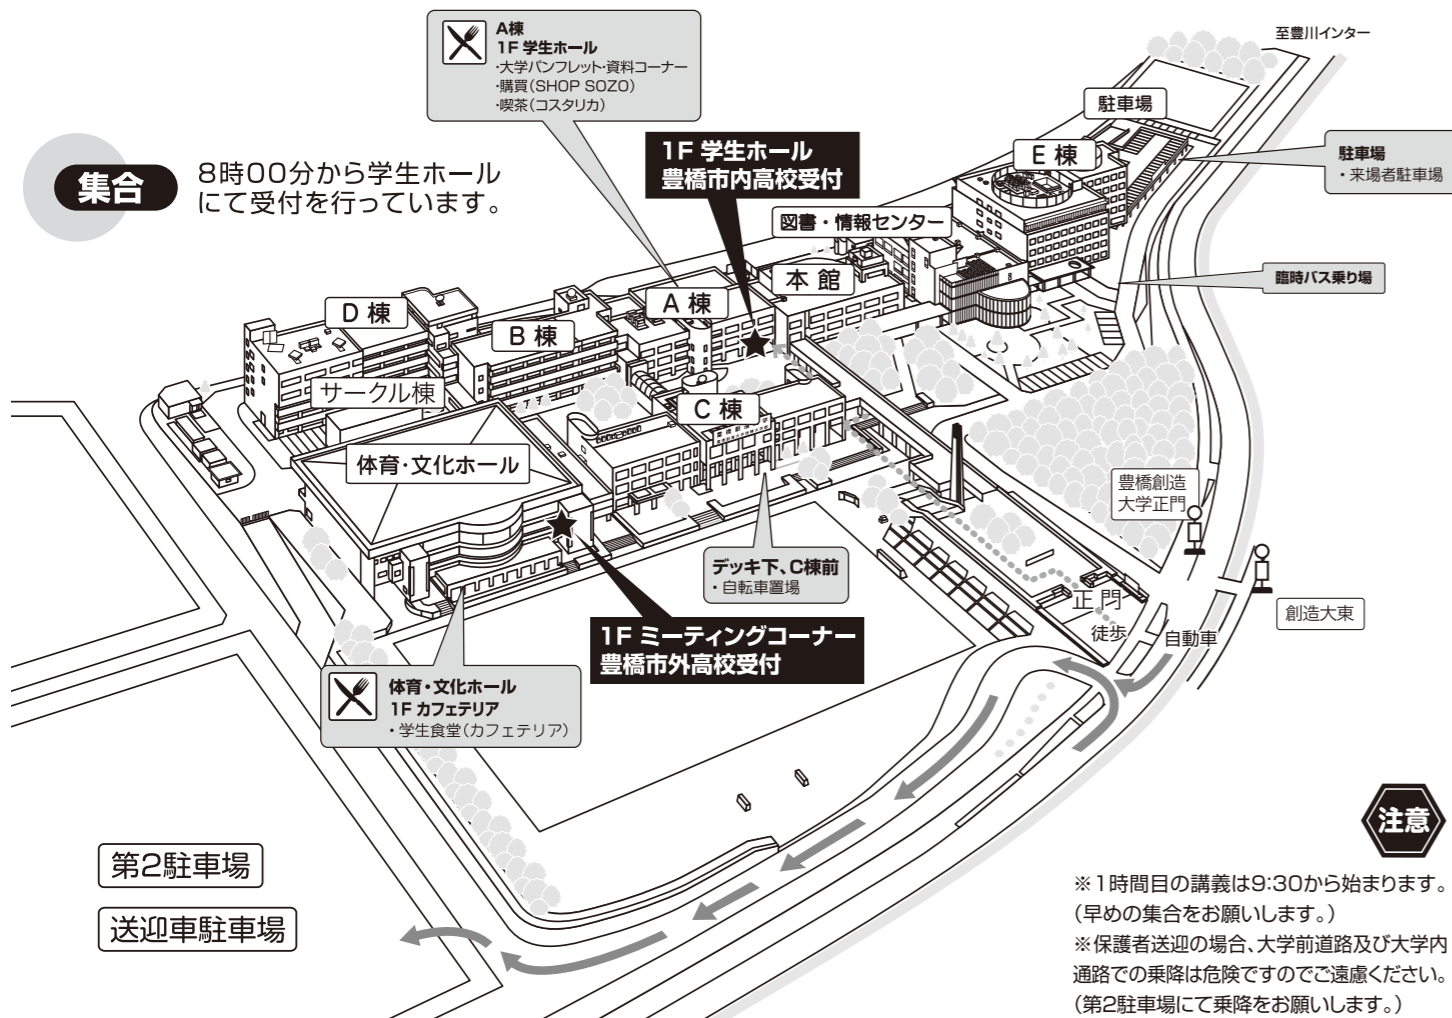 A棟
1F 学生ホール
・大学パンフレット・資料コーナー
・購買(SHOP SOZO)
・喫茶(コスタリカ)
至豊川インター
駐車場
E 棟
駐車場
・来場者駐車場
集合
8時00分から学生ホール
にて受付を行っています。
1F 学生ホール
豊橋市内高校受付
図書・情報センター
本 館
臨時バス乗り場
A 棟
D 棟
B 棟
サークル棟
C 棟
体育・文化ホール
豊橋創造
大学正門
デッキ下、C棟前
・自転車置場
正門
徒歩
自動車
創造大東
1F ミーティングコーナー
豊橋市外高校受付
体育・文化ホール
1F カフェテリア
・学生食堂(カフェテリア)
第2駐車場
送迎車駐車場
注意
※1時間目の講義は9:30から始まります。
(早めの集合をお願いします。)
※保護者送迎の場合、大学前道路及び大学内
通路での乗降は危険ですのでご遠慮ください。
(第2駐車場にて乗降をお願いします。)